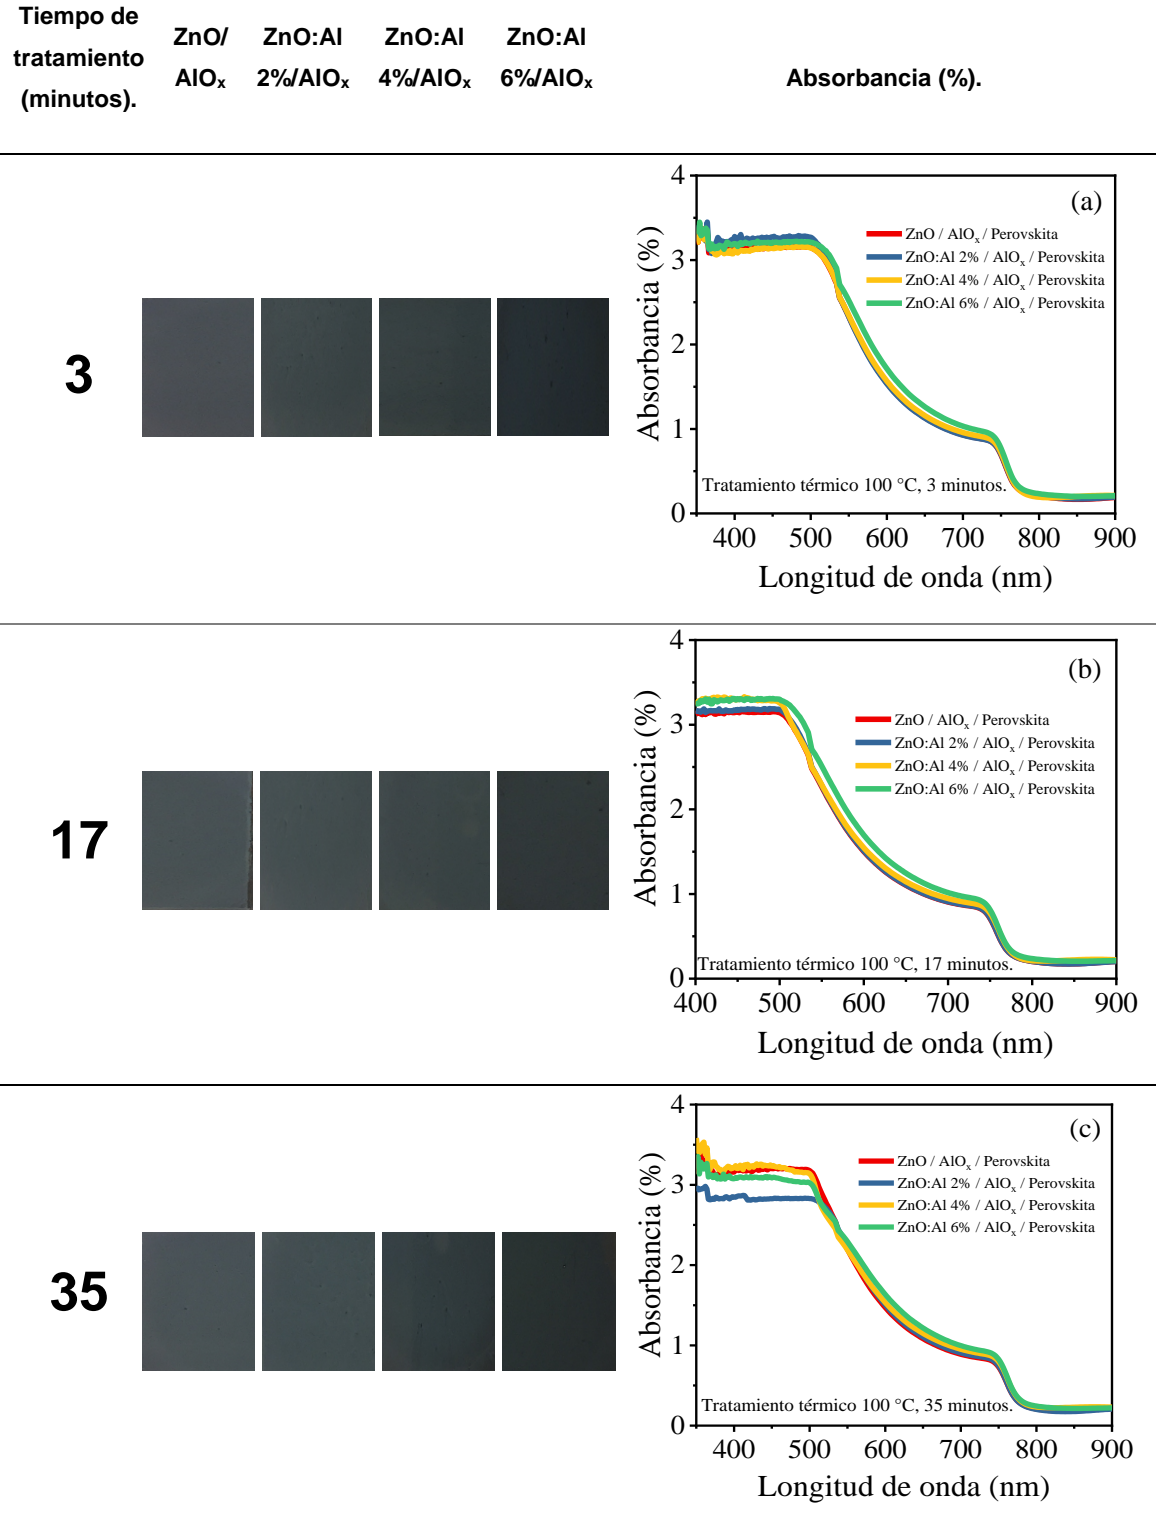 Tiempo de
tratamiento
(minutos).
ZnO/
AlOx
ZnO:Al
2%/AlOx
ZnO:Al
4%/AlOx
ZnO:Al
6%/AlOx
Absorbancia (%).
3
(a)
ZnO / AlOx / Perovskita
ZnO:Al 2% / AlOx / Perovskita
ZnO:Al 4% / AlOx / Perovskita
ZnO:Al 6% / AlOx / Perovskita
Absorbancia (%)
4
3
2
1
0
Tratamiento térmico 100 °C, 3 minutos.
400 500 600 700 800 900
Longitud de onda (nm)
17
(b)
ZnO / AlOx / Perovskita
ZnO:Al 2% / AlOx / Perovskita
ZnO:Al 4% / AlOx / Perovskita
ZnO:Al 6% / AlOx / Perovskita
Absorbancia (%)
4
3
2
1
0
Tratamiento térmico 100 °C, 17 minutos.
400 500 600 700 800 900
Longitud de onda (nm)
35
(c)
ZnO / AlOx / Perovskita
ZnO:Al 2% / AlOx / Perovskita
ZnO:Al 4% / AlOx / Perovskita
ZnO:Al 6% / AlOx / Perovskita
Absorbancia (%)
4
3
2
1
0
Tratamiento térmico 100 °C, 35 minutos.
400 500 600 700 800 900
Longitud de onda (nm)